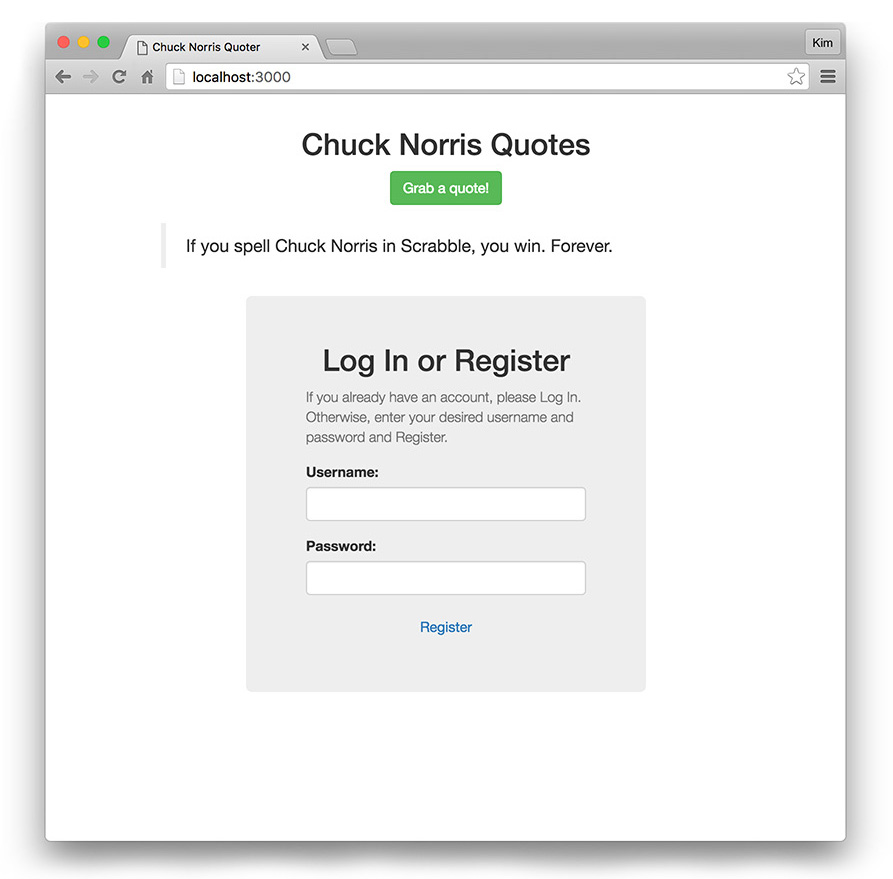 Chuck Norris Quoter
Kim
localhost:3000
Chuck Norris Quotes
Grab a quote!
If you spell Chuck Norris in Scrabble, you win. Forever.
Log In or Register
If you already have an account, please Log In.
Otherwise, enter your desired username and
password and Register.
Username:
Password:
Register